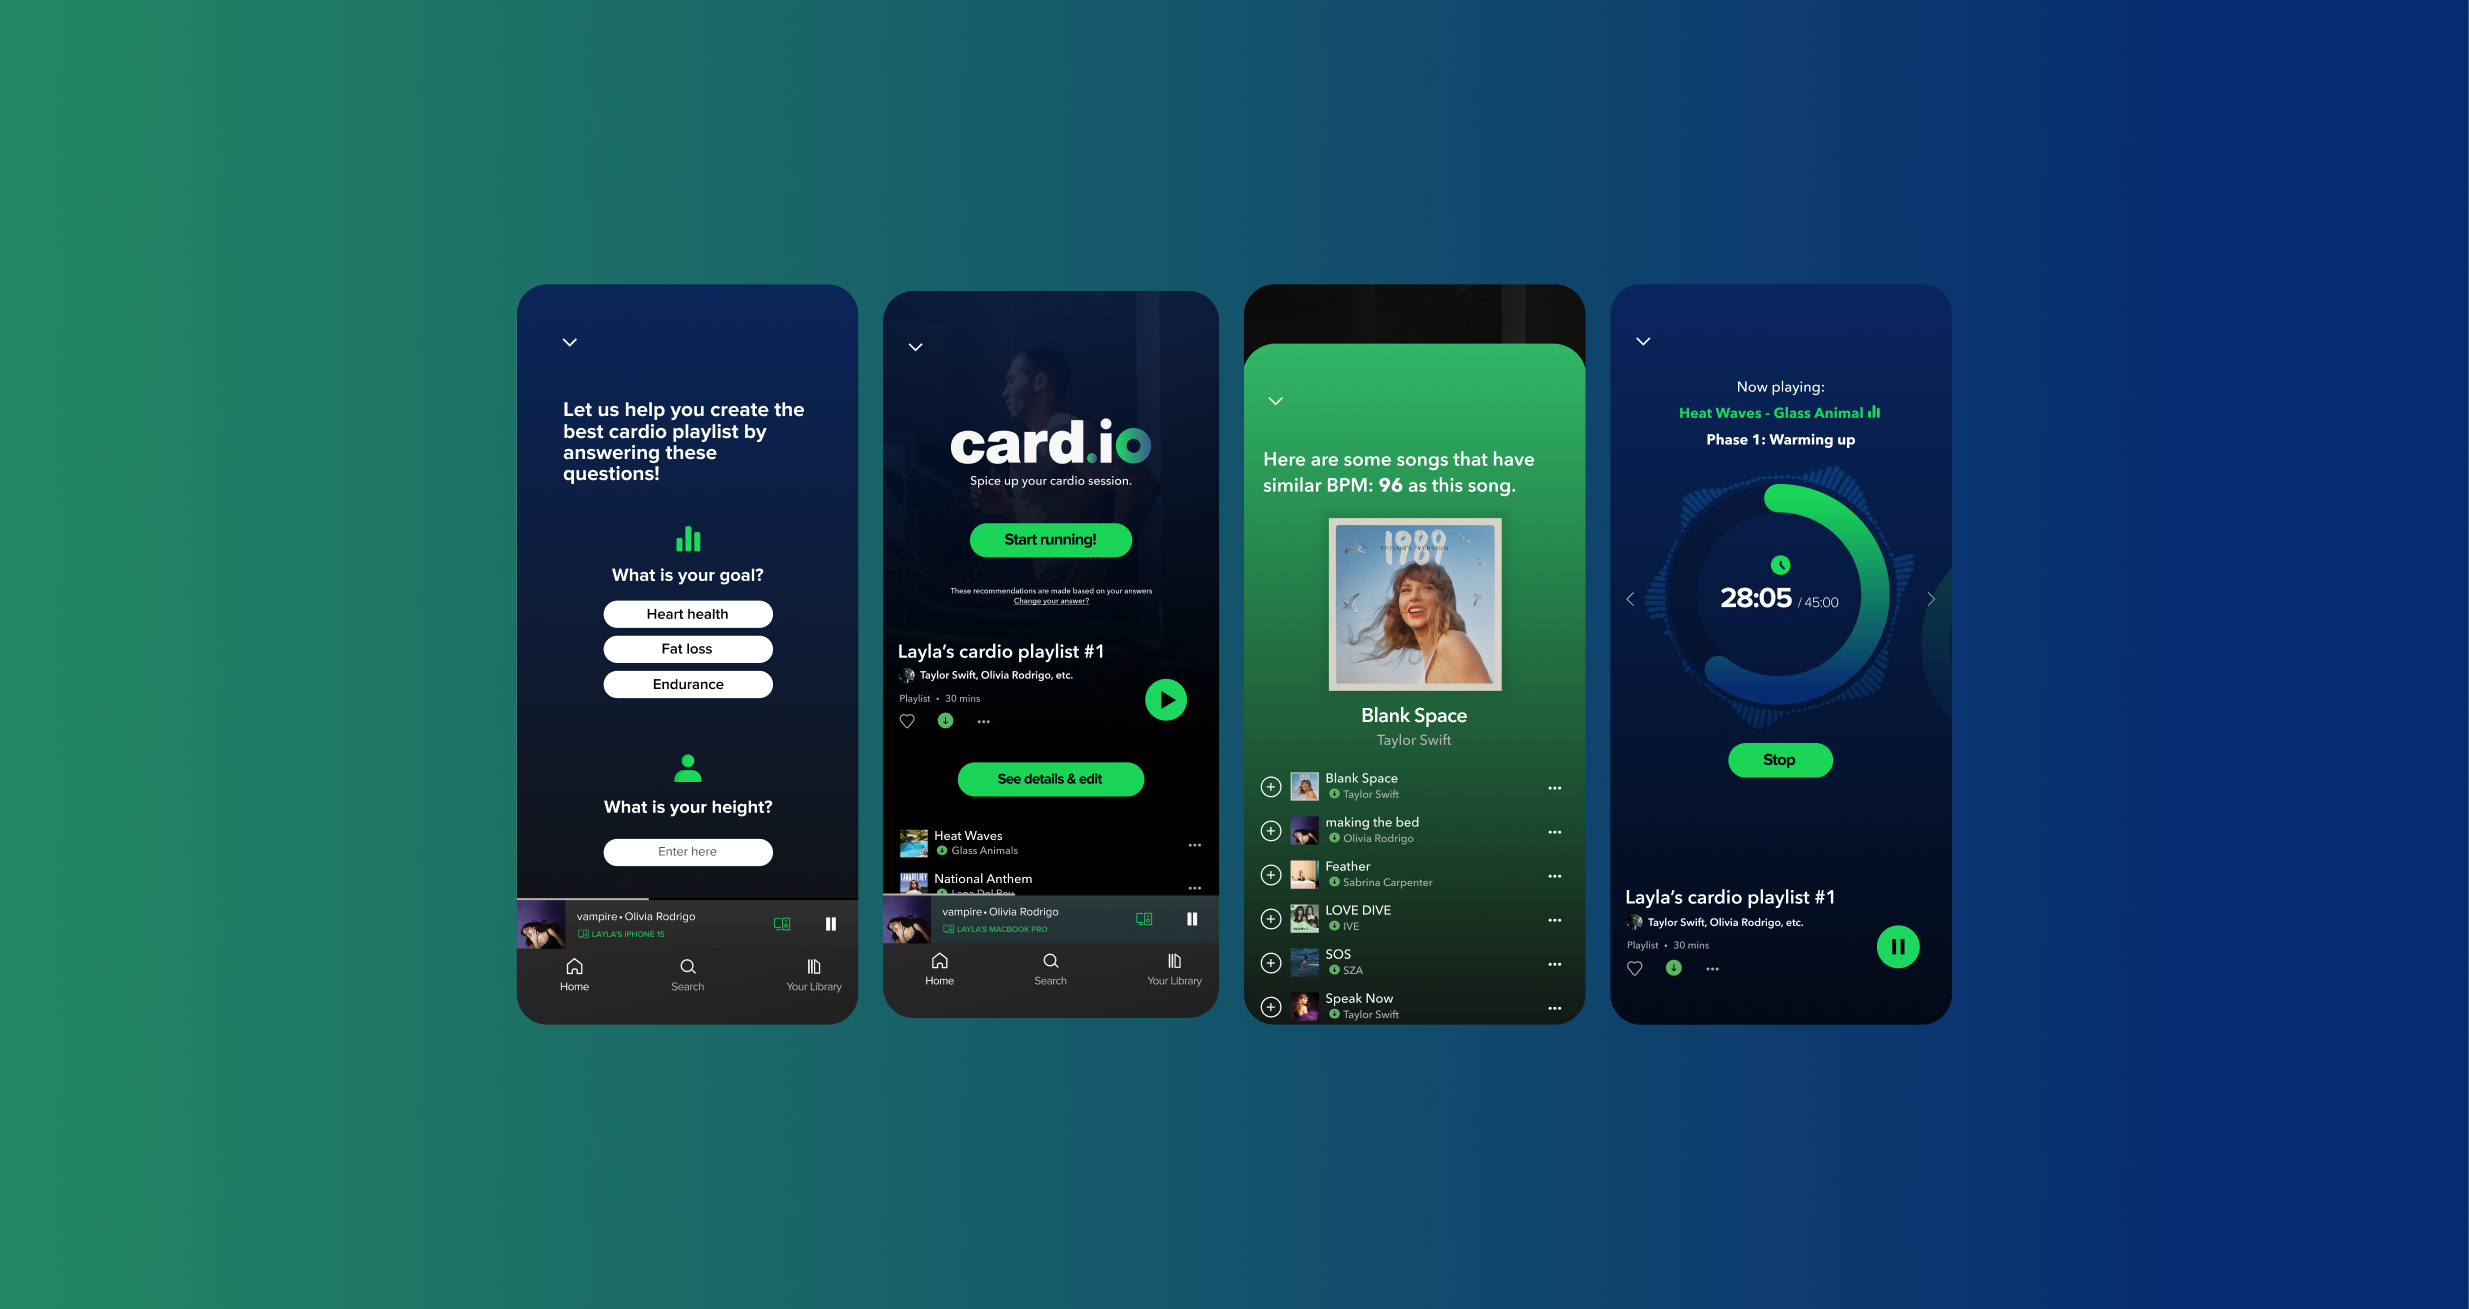 Let us help you create the
best cardio playlist by
answering these
questions!
What is your goal?
Heart health
Fat loss
Endurance
What is your height?
Enter here
vampire • Olivia Rodrigo
LAYLA'S IPHONE 15
Home
Search
Your Library
card.io
Spice up your cardio session.
Start running!
These recommendations are made based on your answers
Change your answer?
Layla's cardio playlist #1
Taylor Swift, Olivia Rodrigo, etc.
Playlist • 30 mins
See details & edit
Heat Waves
Glass Animals
National Anthem
Lana Del Rey
vampire • Olivia Rodrigo
LAYLA'S MACBOOK PRO
Home
Search
Your Library
Here are some songs that have
similar BPM: 96 as this song.
1989
TAYLOR'S VERSION
Blank Space
Taylor Swift
Blank Space
Taylor Swift
making the bed
Olivia Rodrigo
Feather
Sabrina Carpenter
LOVE DIVE
IVE
SOS
SZA
Speak Now
Taylor Swift
Now playing:
Heat Waves - Glass Animal
Phase 1: Warming up
28:05 / 45:00
Stop
Layla's cardio playlist #1
Taylor Swift, Olivia Rodrigo, etc.
Playlist • 30 mins